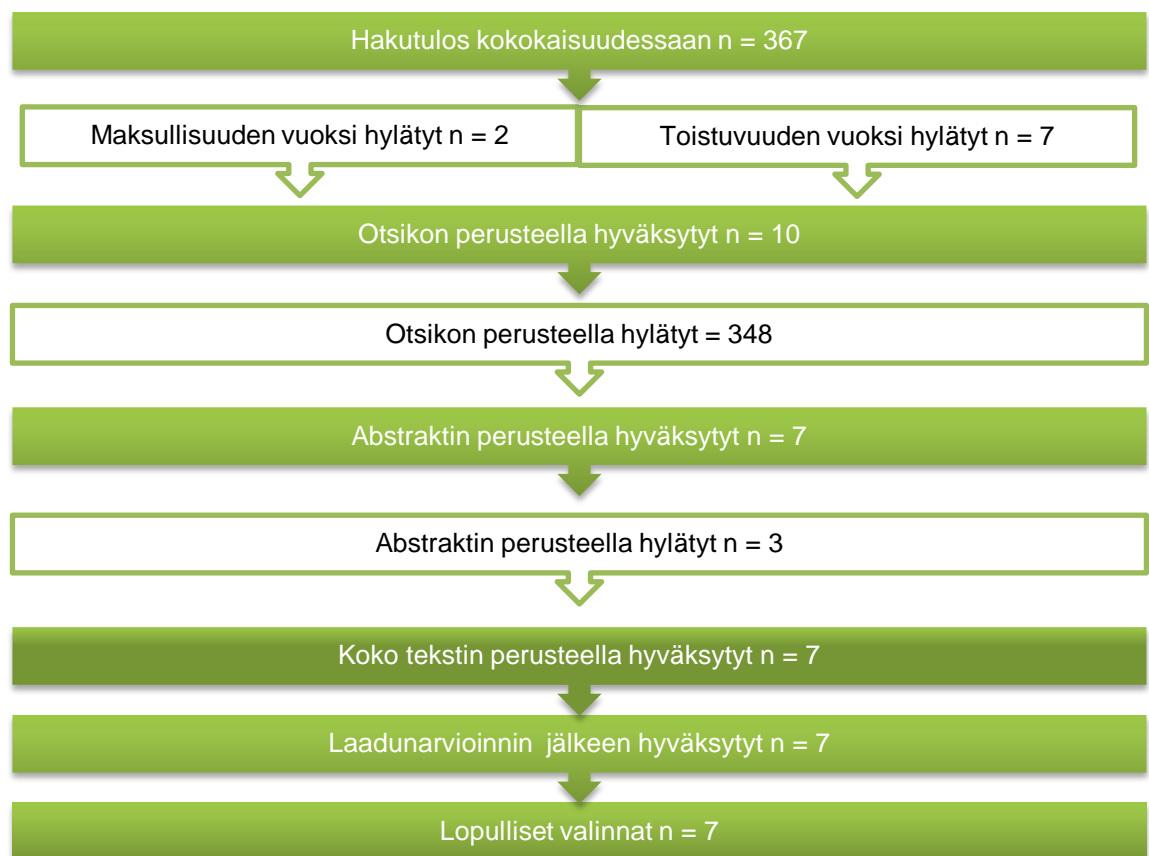 Hakutulos kokokaisuudessaan n = 367
Maksullisuuden vuoksi hylätyt n = 2
Toistuvuuden vuoksi hylätyt n = 7
Otsikon perusteella hyväksytyt n = 10
Otsikon perusteella hylätyt = 348
Abstraktin perusteella hyväksytyt n = 7
Abstraktin perusteella hylätyt n = 3
Koko tekstin perusteella hyväksytyt n = 7
Laadunarvioinnin jälkeen hyväksytyt n = 7
Lopulliset valinnat n = 7